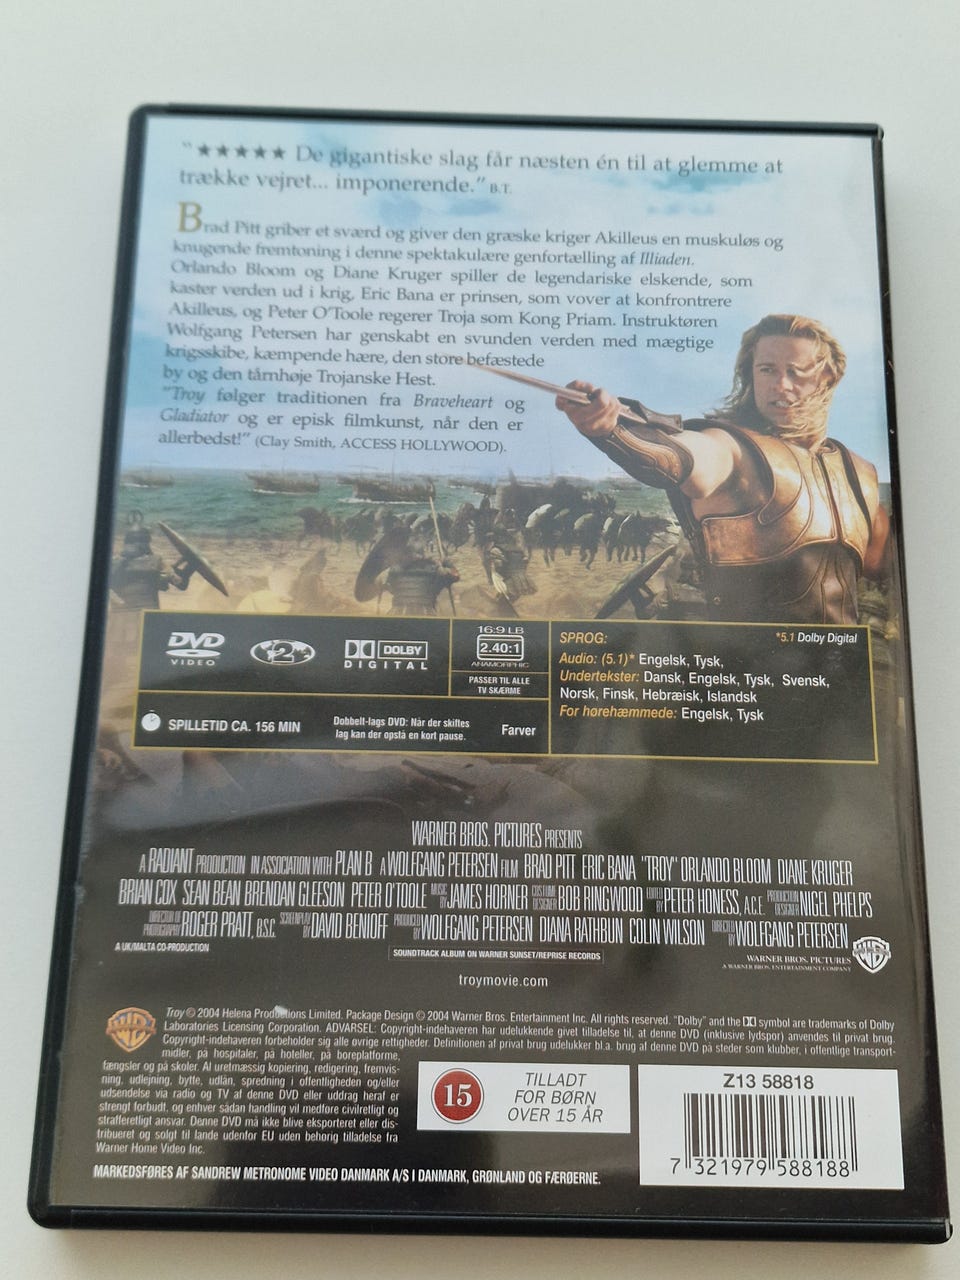 "★★★★★ De gigantiske slag får næsten én til at glemme at
trække vejret... imponerende." B.T.
Brad Pitt griber et sværd og giver den græske kriger Akilleus en muskuløs og
knugende fremtoning i denne spektakulære genfortælling af Illiaden.
Orlando Bloom og Diane Kruger spiller de legendariske elskende, som
kaster verden ud i krig, Eric Bana er prinsen, som vover at konfrontrere
Akilleus, og Peter O'Toole regerer Troja som Kong Priam. Instruktøren
Wolfgang Petersen har genskabt en svunden verden med mægtige
krigsskibe, kæmpende hære, den store befæstede
by og den tårnhøje Trojanske Hest.
"Troy følger traditionen fra Braveheart og
Gladiator og er episk filmkunst, når den er
allerbedst!" (Clay Smith, ACCESS HOLLYWOOD).
DVD
VIDEO
2
DOLBY
DIGITAL
16:9 LB
2.40:1
ANAMORPHIC
PASSER TIL ALLE
TV SKÆRME
SPILLETID CA. 156 MIN
Dobbelt-lags DVD: Når der skiftes
lag kan der opstå en kort pause.
Farver
SPROG:
*5.1 Dolby Digital
Audio: (5.1)* Engelsk, Tysk,
Undertekster: Dansk, Engelsk, Tysk, Svensk,
Norsk, Finsk, Hebræisk, Islandsk
For hørehæmmede: Engelsk, Tysk
WARNER BROS. PICTURES PRESENTS
A RADIANT PRODUCTION IN ASSOCIATION WITH PLAN B A WOLFGANG PETERSEN FILM BRAD PITT ERIC BANA "TROY" ORLANDO BLOOM DIANE KRUGER
BRIAN COX SEAN BEAN BRENDAN GLEESON PETER O'TOOLE MUSIC BY JAMES HORNER COSTUME DESIGNER BOB RINGWOOD EDITED BY PETER HONESS, A.C.E. PRODUCTION DESIGNER NIGEL PHELPS
DIRECTOR OF PHOTOGRAPHY ROGER PRATT, B.S.C. SCREENPLAY BY DAVID BENIOFF PRODUCED BY WOLFGANG PETERSEN DIANA RATHBUN COLIN WILSON DIRECTED BY WOLFGANG PETERSEN
A UK/MALTA CO-PRODUCTION
SOUNDTRACK ALBUM ON WARNER SUNSET/REPRISE RECORDS
WARNER BROS. PICTURES
A WARNER BROS. ENTERTAINMENT COMPANY
troymovie.com
Troy © 2004 Helena Productions Limited. Package Design © 2004 Warner Bros. Entertainment Inc. All rights reserved. "Dolby" and the DD symbol are trademarks of Dolby
Laboratories Licensing Corporation. ADVARSEL: Copyright-indehaveren har udelukkende givet tilladelse til, at denne DVD (inklusive lydspor) anvendes til privat brug.
Copyright-indehaveren forbeholder sig alle øvrige rettigheder. Definitionen af privat brug udelukker bl.a. brug af denne DVD på steder som klubber, i offentlige transport-
midler, på hospitaler, på hoteller, på boreplatforme,
fængsler og på skoler. Al uretmæssig kopiering, redigering, fremvis-
ning, udlejning, bytte, udlån, spredning i offentligheden og/eller
udsendelse via radio og TV af denne DVD eller uddrag heraf er
strengt forbudt, og enhver sådan handling vil medføre civilretligt og
strafferetligt ansvar. Denne DVD må ikke blive eksporteret eller dis-
tribueret og solgt til lande udenfor EU uden behørig tilladelse fra
Warner Home Video Inc.
15
TILLADT
FOR BØRN
OVER 15 ÅR
Z13 58818
7 321979 588188
MARKEDSFØRES AF SANDREW METRONOME VIDEO DANMARK A/S I DANMARK, GRØNLAND OG FÆRØERNE.